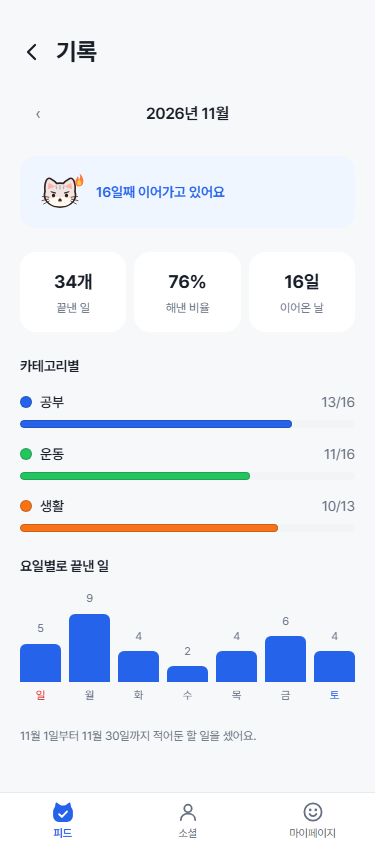 기록
‹ 2026년 11월
16일째 이어가고 있어요
34개 76% 16일
끝낸 일 해낸 비율 이어온 날
카테고리별
공부 13/16
운동 11/16
생활 10/13
요일별로 끝낸 일
5 9 4 2 4 6 4
일 월 화 수 목 금 토
11월 1일부터 11월 30일까지 적어둔 할 일을 셌어요.
피드 소셜 마이페이지